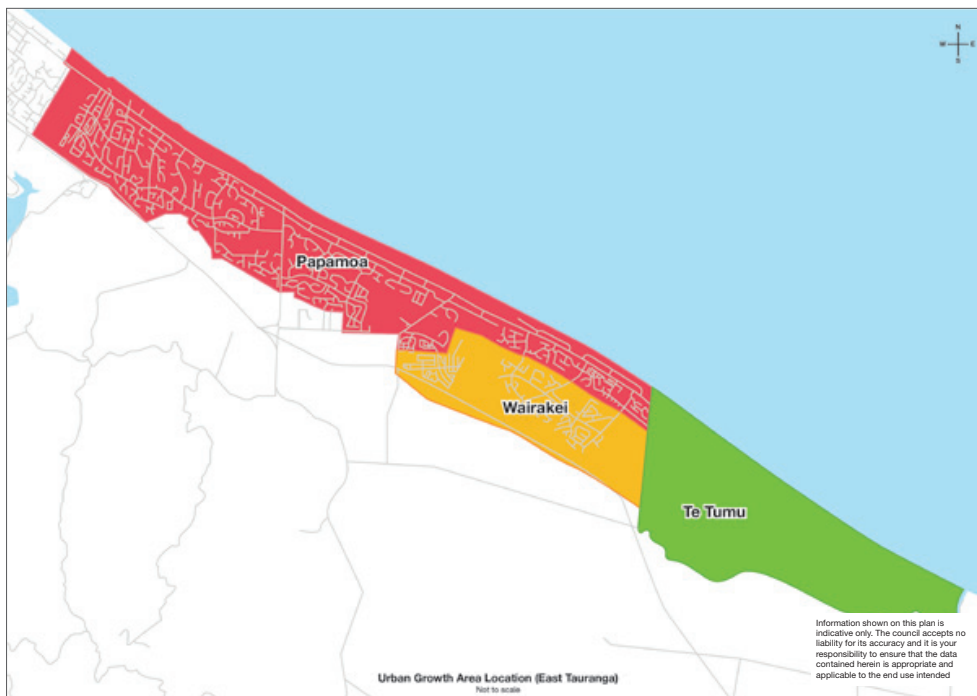 N
W E
S
Papamoa
Wairakei
Te Tumu
Information shown on this plan is
indicative only. The council accepts no
liability for its accuracy and it is your
responsibility to ensure that the data
contained herein is appropriate and
applicable to the end use intended
Urban Growth Area Location (East Tauranga)
Not to scale